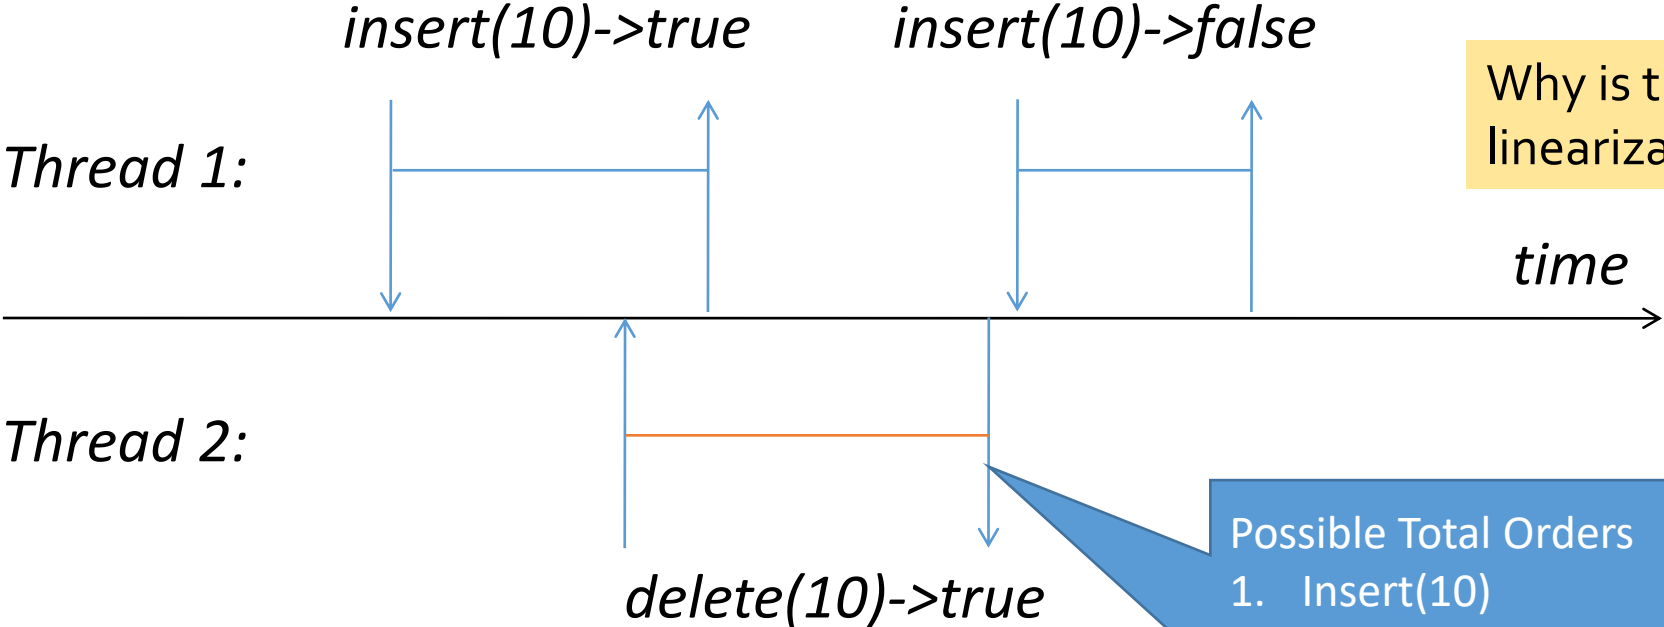 insert(10)->true
insert(10)->false
Why is
Thread 1:
time
Thread 2:
Possible Total Orders
1. Insert(10)
delete(10)->true